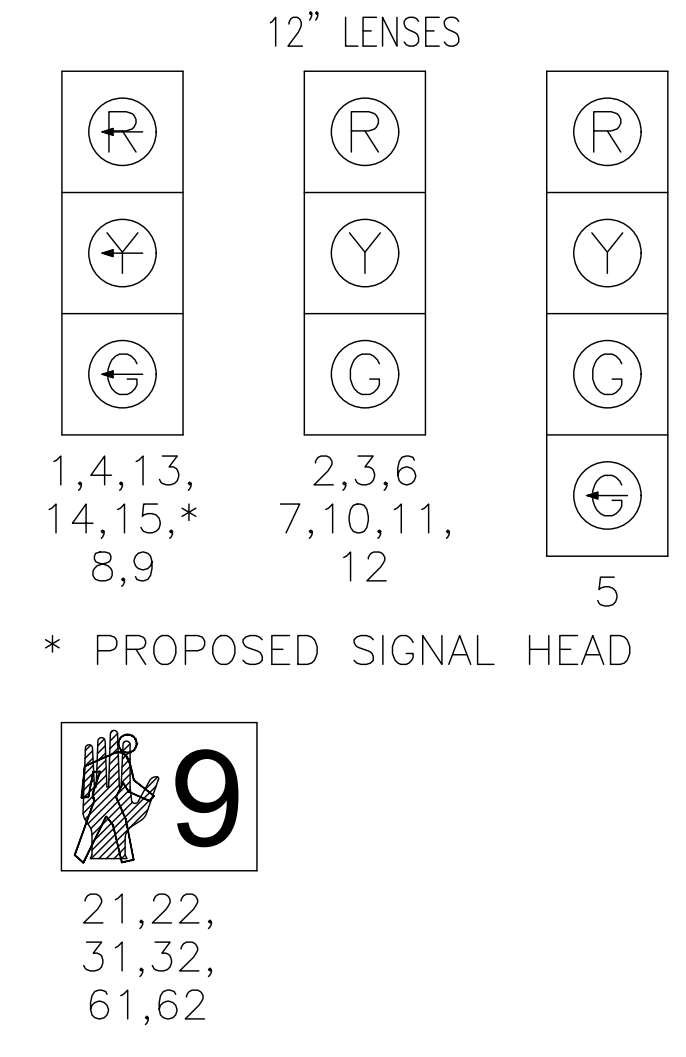 12” LENSES
R
Y
G
1,4,13,
14,15,*
8,9
R
Y
G
2,3,6
7,10,11,
12
R
Y
G
G
5
* PROPOSED SIGNAL HEAD
9
21,22,
31,32,
61,62